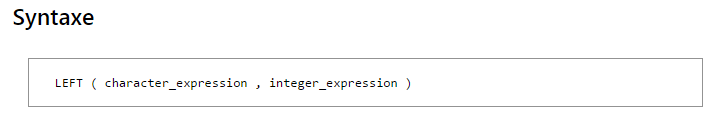 Syntaxe
LEFT ( character_expression , integer_expression )